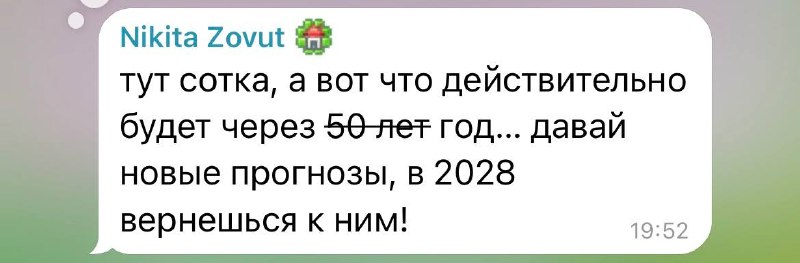 Nikita Zovut
тут сотка, а вот что действительно
будет через 50 лет год... давай
новые прогнозы, в 2028
вернешься к ним!
19:52